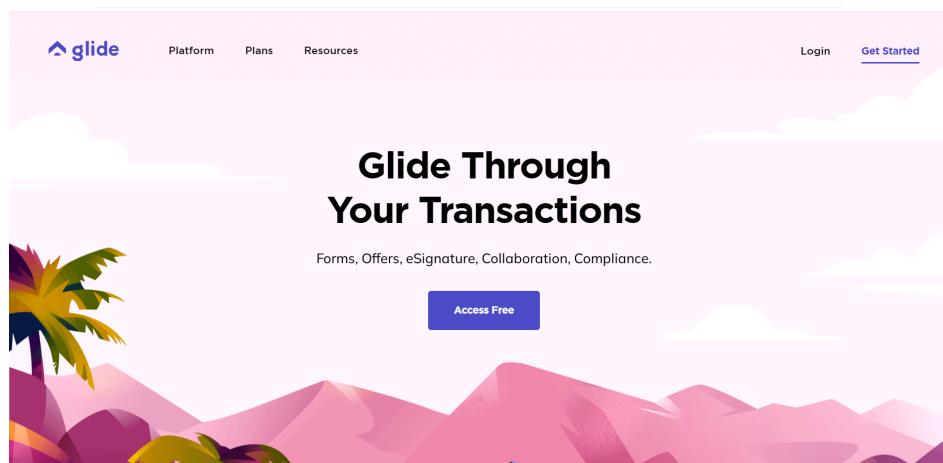 glide
Platform Plans Resources
Login Get Started
Glide Through
Your Transactions
Forms, Offers, eSignature, Collaboration, Compliance.
Access Free